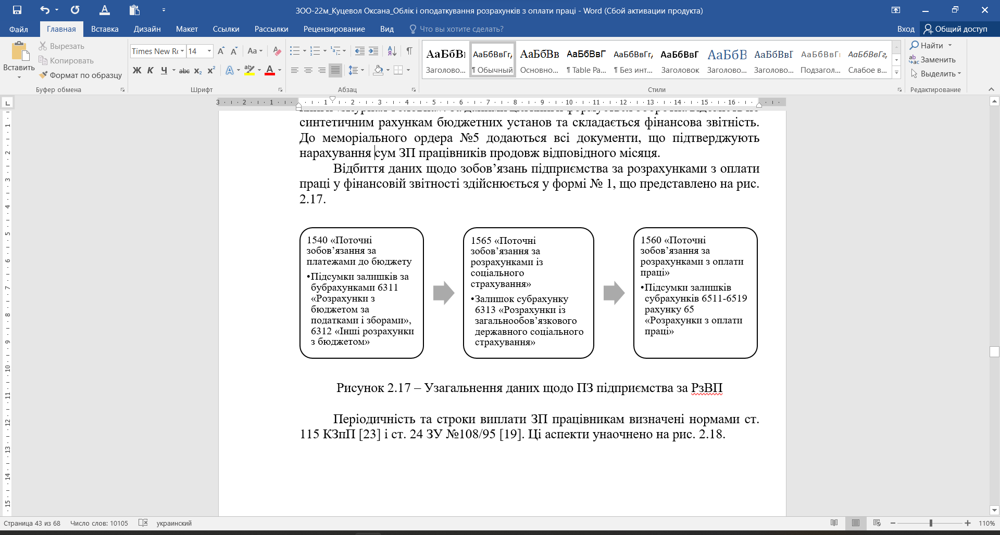 ЗОО-22м_Куцевол Оксана_Облік і оподаткування розрахунків з оплати праці - Word (Сбой активации продукта)
Файл Главная Вставка Дизайн Макет Ссылки Рассылки Рецензирование Вид Что вы хотите сделать? Вход Общий доступ
Вставить
Вырезать
Копировать
Формат по образцу
Буфер обмена
Times New Rc 14
Шрифт
Абзац
АаБбВ АаБбВвГг АаБбВв АаБбВвГ АаБбВвГг АаБбВвГ АаБбВ АаБбВвГ АаБбВвГ АаБбВвГг
Заголово... ¶ Обычный Основно... ¶ Table Pa... ¶ Без инт... Заголовок Заголово... Заголово... Подзагол... Слабое в...
Стили
Найти
Заменить
Выделить
Редактирование
3 2 1 1 2 3 4 5 6 7 8 9 10 11 12 13 14 15 16
1 2 3 4 5 6 7 8 9 10 11 12 13 14 15
синтетичним рахункам бюджетних установ та складається фінансова звітність.
До меморіального ордера №5 додаються всі документи, що підтверджують
нарахування сум ЗП працівників продовж відповідного місяця.
Відбиття даних щодо зобов’язань підприємства за розрахунками з оплати
праці у фінансовій звітності здійснюється у формі № 1, що представлено на рис.
2.17.
1540 «Поточні
зобов’язання за
платежами до бюджету
•Підсумки залишків за
бубрахунками 6311
«Розрахунки з
бюджетом за
податками і зборами»,
6312 «Інші розрахунки
з бюджетом»
1565 «Поточні
зобов’язання за
розрахунками із
соціального
страхування»
•Залишок субрахунку
6313 «Розрахунки із
загальнообов’язкового
державного соціального
страхування»
1560 «Поточні
зобов’язання за
розрахунками з оплати
праці»
•Підсумки залишків
субрахунків 6511-6519
рахунку 65
«Розрахунки з оплати
праці»
Рисунок 2.17 – Узагальнення даних щодо ПЗ підприємства за РзВП
Періодичність та строки виплати ЗП працівникам визначені нормами ст.
115 КЗпП [23] і ст. 24 ЗУ №108/95 [19]. Ці аспекти унаочнено на рис. 2.18.
Страница 43 из 68 Число слов: 10105 украинский 110%